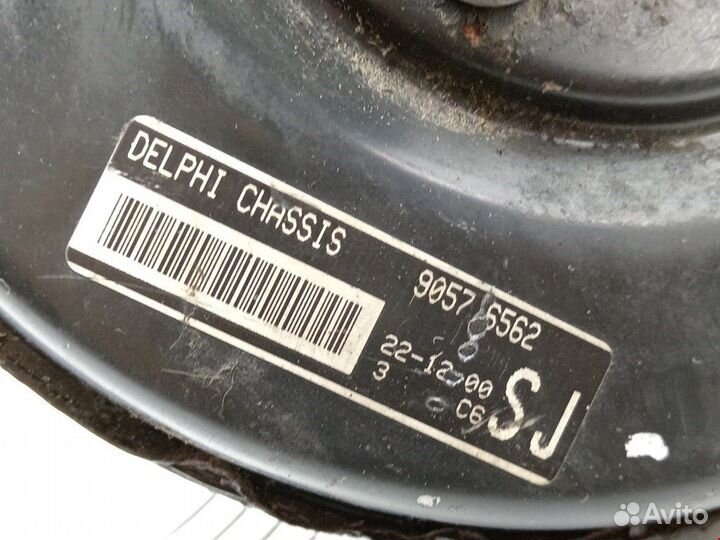 DELPHI CHASSIS
90576562
22-12-00
3
C6
SJ
Avito